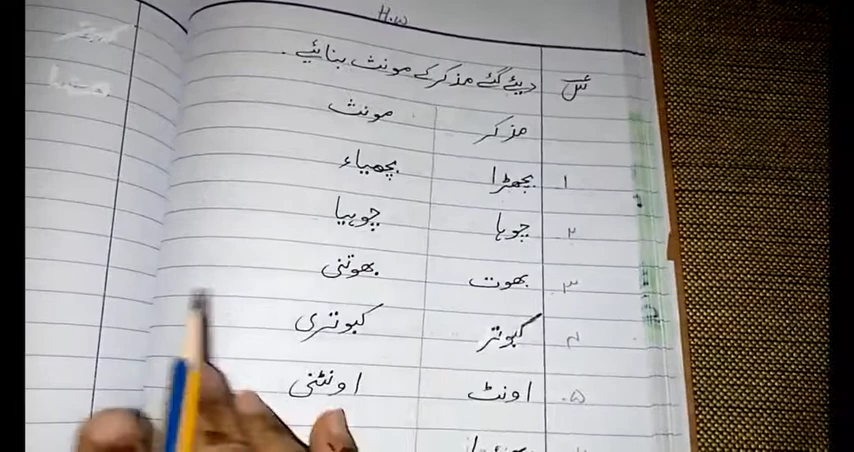 H.w
س دیئے گئے مذکر کے مونث بنائیے ۔
مذکر مونث
۱ بچھڑا بچھیاء
۲ چوہا چوہیا
۳ بھوت بھوتنی
۴ کبوتر کبوتری
۵ اونٹ اونٹنی